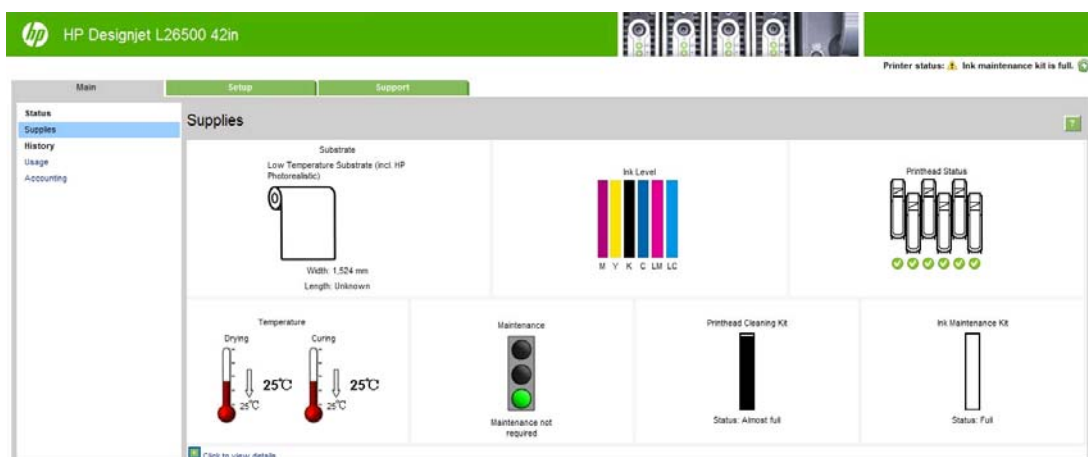 hp
HP Designjet L26500 42in
Printer status: Ink maintenance kit is full.
Main
Setup
Support
Status
Supplies
History
Usage
Accounting
Supplies
?
Substrate
Low Temperature Substrate (incl. HP
Photorealistic)
Width: 1,524 mm
Length: Unknown
Ink Level
M Y K C LM LC
Printhead Status
Temperature
Drying
Curing
25°C
25°C
25°C
25°C
Maintenance
Maintenance not
required
Printhead Cleaning Kit
Status: Almost full
Ink Maintenance Kit
Status: Full
Click to view details